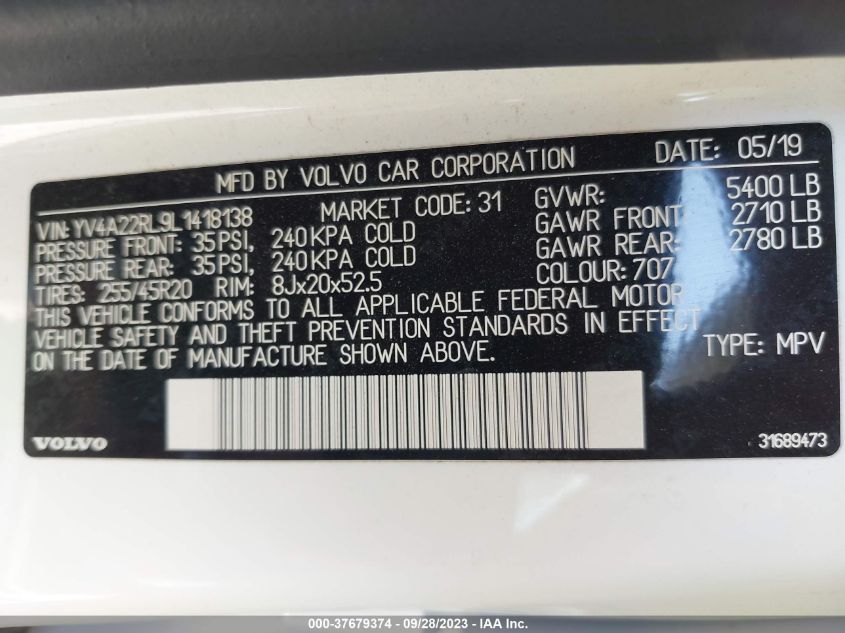 MFD BY VOLVO CAR CORPORATION DATE: 05/19
VIN: YV4A22RL9L1418138 MARKET CODE: 31 GVWR: 5400 LB
PRESSURE FRONT: 35 PSI, 240 KPA COLD GAWR FRONT: 2710 LB
PRESSURE REAR: 35 PSI, 240 KPA COLD GAWR REAR: 2780 LB
TIRES: 255/45R20 RIM: 8Jx20x52.5 COLOUR: 707
THIS VEHICLE CONFORMS TO ALL APPLICABLE FEDERAL MOTOR
VEHICLE SAFETY AND THEFT PREVENTION STANDARDS IN EFFECT
ON THE DATE OF MANUFACTURE SHOWN ABOVE. TYPE: MPV
VOLVO 31689473
000-37679374 - 09/28/2023 - IAA Inc.